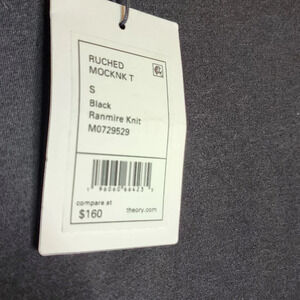 RUCHED
MOCKNK T
S
Black
Ranmire Knit
M0729529
compare at
$160
theory.com